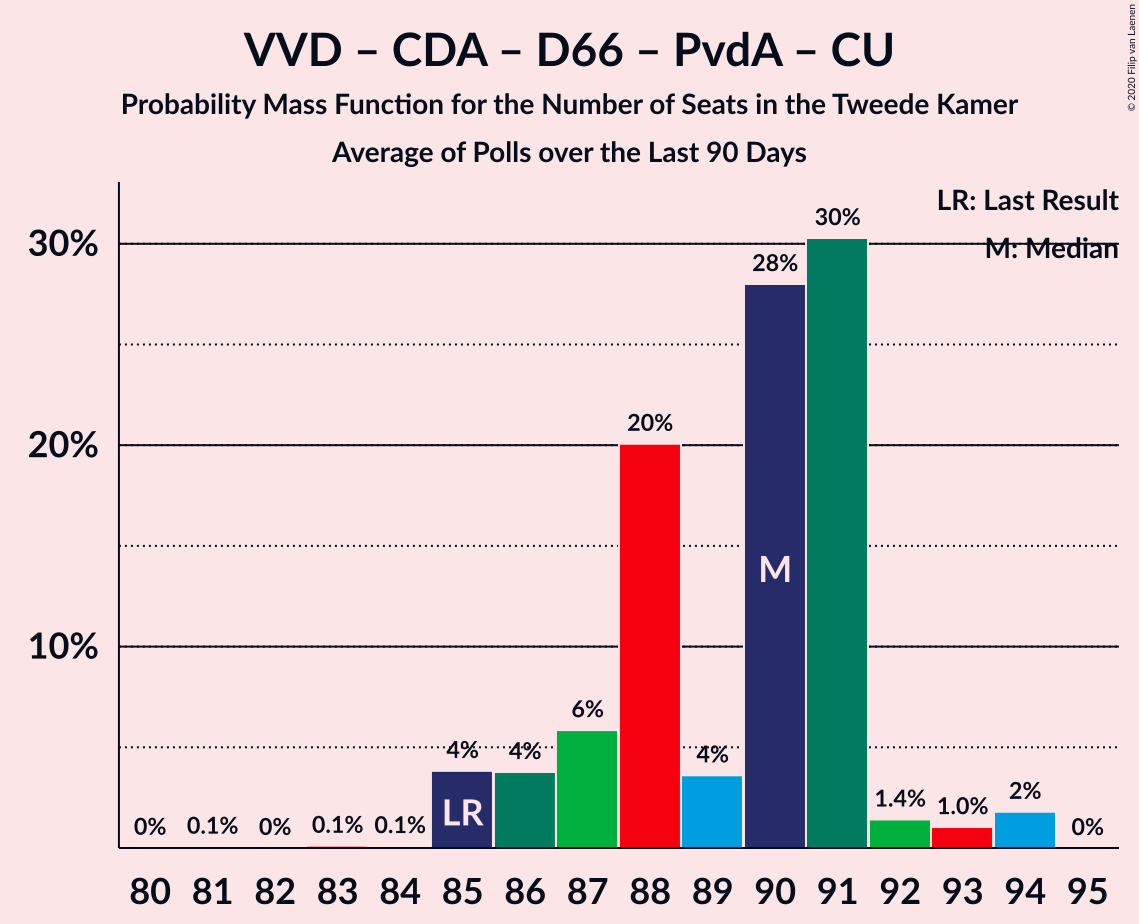 VVD – CDA – D66 – PvdA – CU
Probability Mass Function for the Number of Seats in the Tweede Kamer
Average of Polls over the Last 90 Days
© 2020 Filip van Laenen
LR: Last Result
M: Median
30%
20%
10%
0%
0.1%
0%
0.1%
0.1%
4%
4%
6%
20%
4%
28%
30%
1.4%
1.0%
2%
0%
LR
M
80 81 82 83 84 85 86 87 88 89 90 91 92 93 94 95